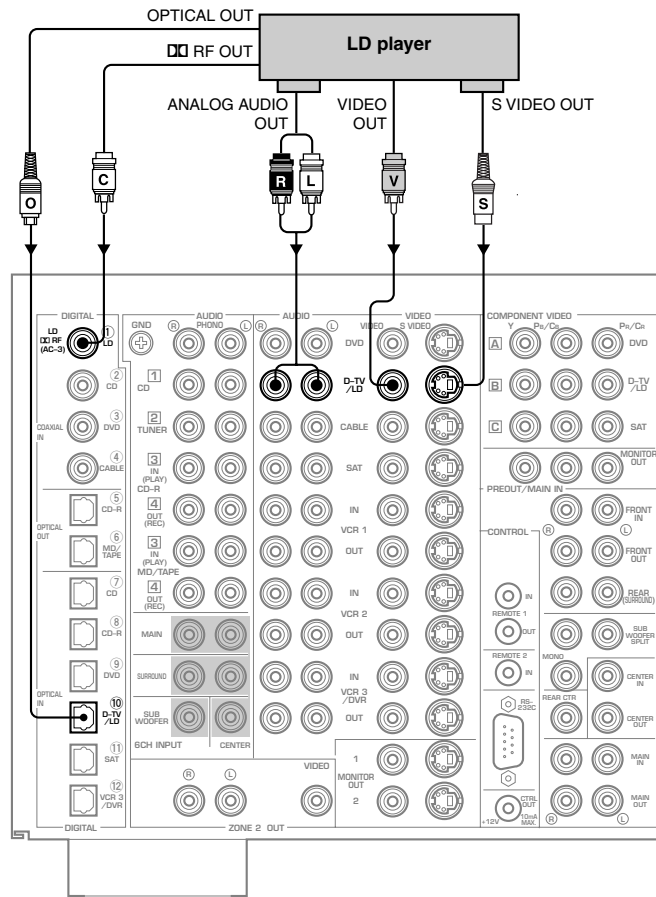 OPTICAL OUT
RF OUT
LD player
ANALOG AUDIO
OUT
VIDEO
OUT
S VIDEO OUT
O
C
R
L
V
S
DIGITAL
LD
RF
(AC-3)
①
LD
②
CD
COAXIAL
IN
③
DVD
④
CABLE
⑤
CD-R
OPTICAL
OUT
⑥
MD/
TAPE
⑦
CD
⑧
CD-R
⑨
DVD
OPTICAL
IN
⑩
D-TV
/LD
⑪
SAT
⑫
VCR 3
/DVR
DIGITAL
AUDIO
GND
R
PHONO
L
1
CD
2
TUNER
3
IN
(PLAY)
CD-R
4
OUT
(REC)
3
IN
(PLAY)
MD/TAPE
4
OUT
(REC)
MAIN
SURROUND
SUB
WOOFER
6CH INPUT
CENTER
R
L
VIDEO
ZONE 2 OUT
AUDIO
R
L
VIDEO
VIDEO
S VIDEO
DVD
D-TV
/LD
CABLE
SAT
IN
VCR 1
OUT
IN
VCR 2
OUT
IN
VCR 3
/DVR
OUT
1
MONITOR
OUT
2
COMPONENT VIDEO
Y
PB/CB
PR/CR
A
DVD
B
D-TV
/LD
C
SAT
MONITOR
OUT
PREOUT/MAIN IN
CONTROL
R
L
FRONT
IN
FRONT
OUT
IN
REMOTE 1
OUT
REAR
(SURROUND)
SUB
WOOFER
SPLIT
REMOTE 2
IN
MONO
CENTER
IN
RS-
232C
REAR CTR
CENTER
OUT
MAIN
IN
CTRL
OUT
+12V
10mA
MAX.
MAIN
OUT
R
L